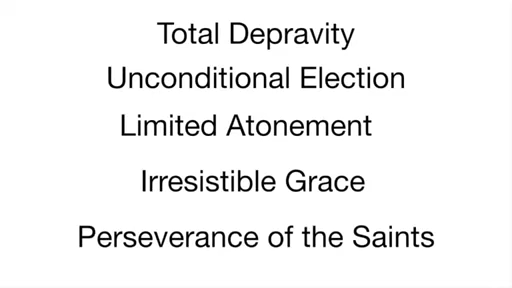 Total Depravity
Unconditional Election
Limited Atonement
Irresistible Grace
Perseverance of the Saints